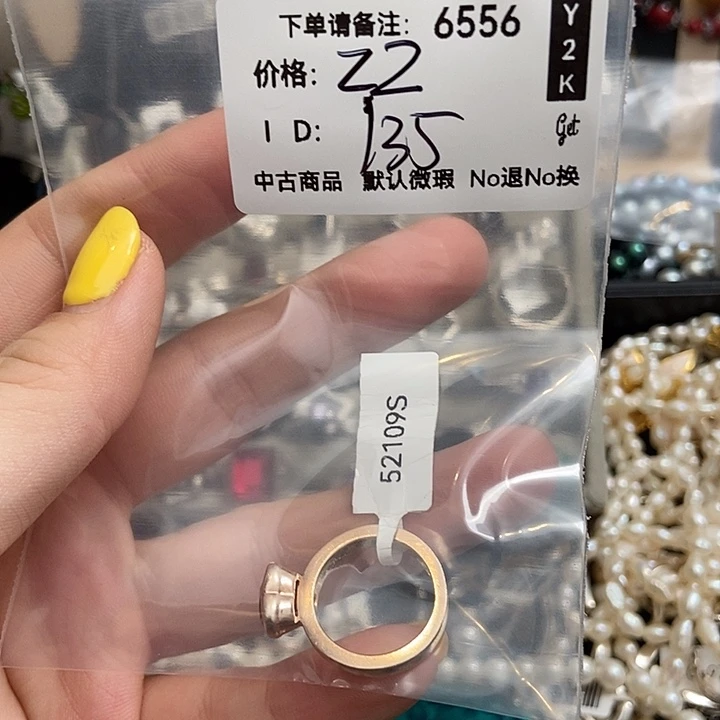 下单请备注: 6556
Y2K
价格: 22
Get
I D: 135
中古商品 默认微瑕 No退No换
52109S